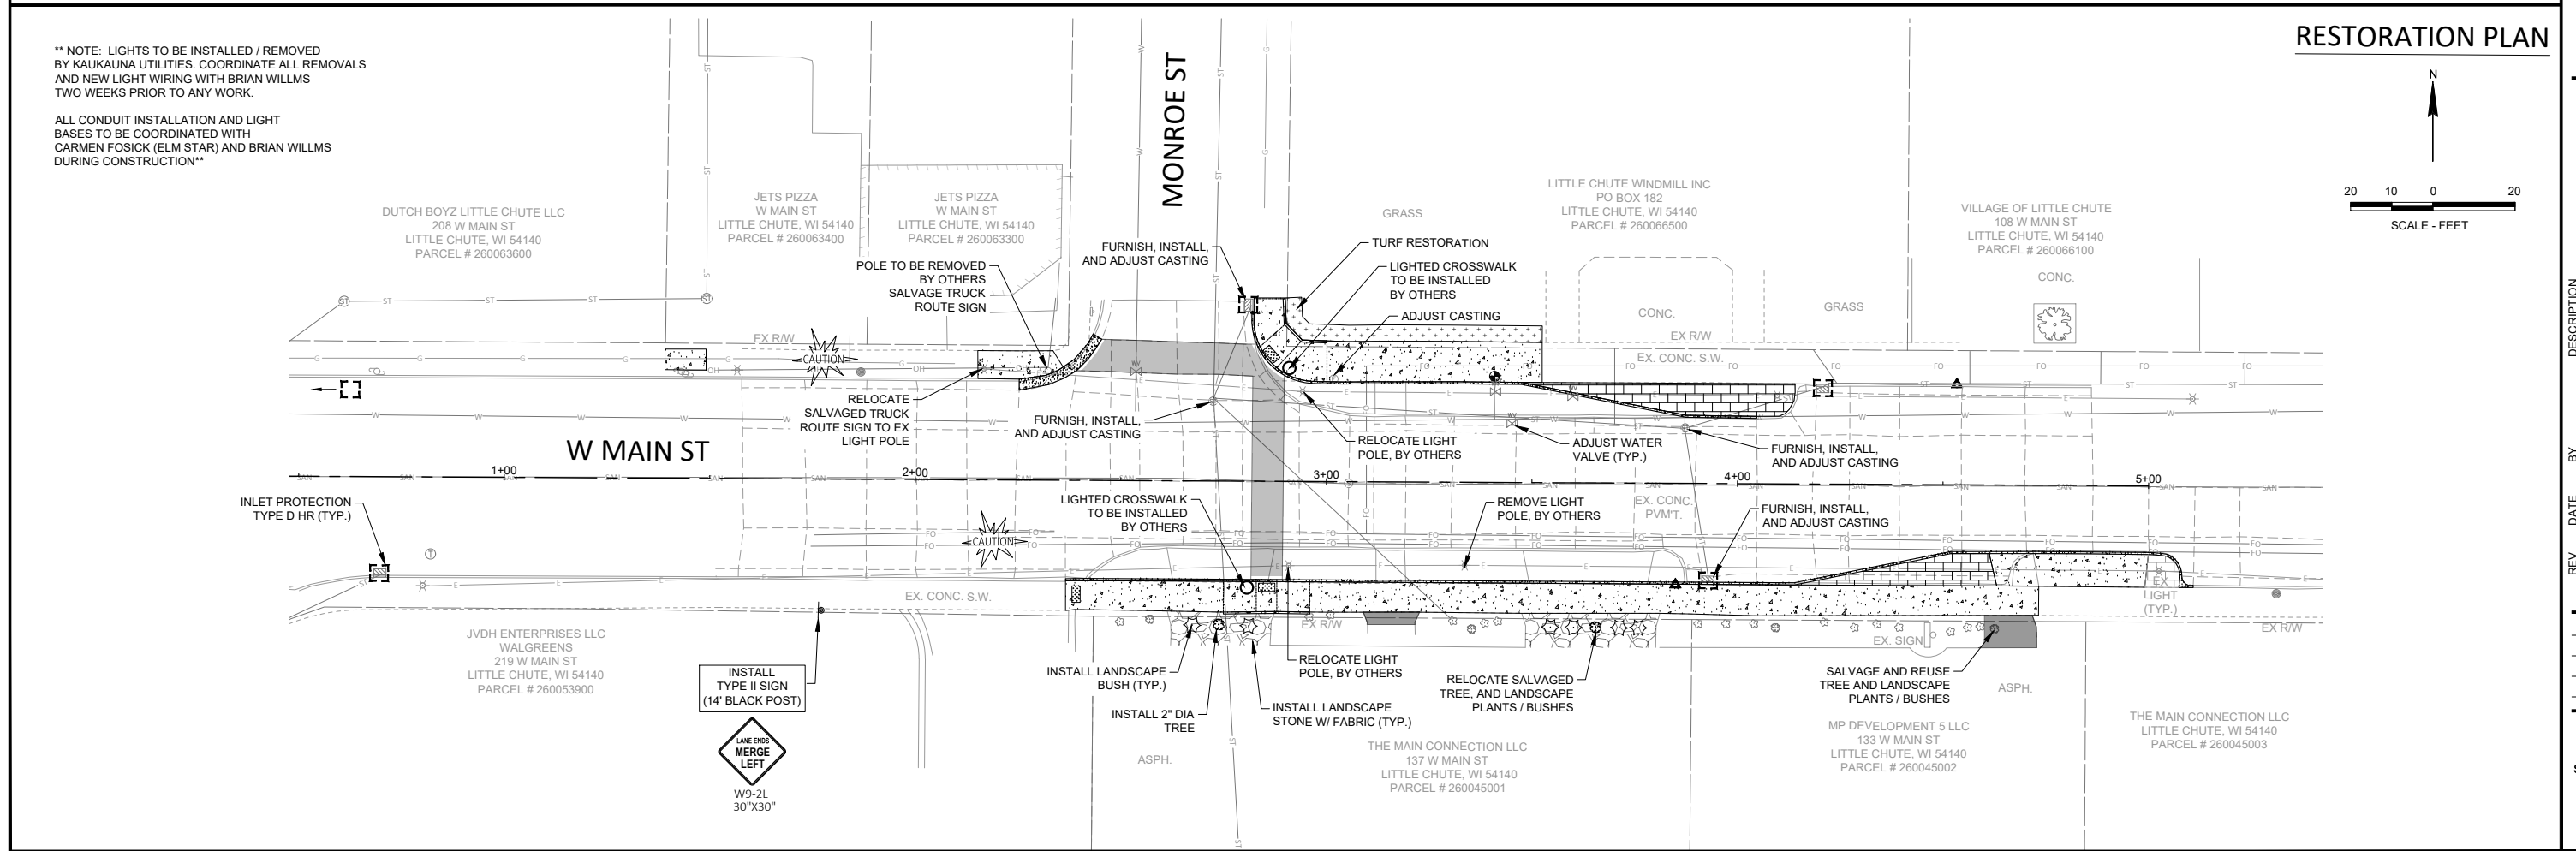 RESTORATION PLAN
** NOTE: LIGHTS TO BE INSTALLED / REMOVED
BY KAUKAUNA UTILITIES. COORDINATE ALL REMOVALS
AND NEW LIGHT WIRING WITH BRIAN WILLMS
TWO WEEKS PRIOR TO ANY WORK.
ALL CONDUIT INSTALLATION AND LIGHT
BASES TO BE COORDINATED WITH
CARMEN FOSICK (ELM STAR) AND BRIAN WILLMS
DURING CONSTRUCTION**
N
20 10 0 20
SCALE - FEET
MONROE ST
DUTCH BOYZ LITTLE CHUTE LLC
208 W MAIN ST
LITTLE CHUTE, WI 54140
PARCEL # 260063600
JETS PIZZA
W MAIN ST
LITTLE CHUTE, WI 54140
PARCEL # 260063400
JETS PIZZA
W MAIN ST
LITTLE CHUTE, WI 54140
PARCEL # 260063300
GRASS
LITTLE CHUTE WINDMILL INC
PO BOX 182
LITTLE CHUTE, WI 54140
PARCEL # 260066500
VILLAGE OF LITTLE CHUTE
108 W MAIN ST
LITTLE CHUTE, WI 54140
PARCEL # 260066100
CONC.
POLE TO BE REMOVED
BY OTHERS
SALVAGE TRUCK
ROUTE SIGN
FURNISH, INSTALL,
AND ADJUST CASTING
TURF RESTORATION
LIGHTED CROSSWALK
TO BE INSTALLED
BY OTHERS
ADJUST CASTING
CONC.
GRASS
EX R/W
EX R/W
CAUTION
EX. CONC. S.W.
RELOCATE
SALVAGED TRUCK
ROUTE SIGN TO EX
LIGHT POLE
FURNISH, INSTALL,
AND ADJUST CASTING
RELOCATE LIGHT
POLE, BY OTHERS
ADJUST WATER
VALVE (TYP.)
FURNISH, INSTALL,
AND ADJUST CASTING
W MAIN ST
1+00
2+00
3+00
4+00
5+00
INLET PROTECTION
TYPE D HR (TYP.)
CAUTION
LIGHTED CROSSWALK
TO BE INSTALLED
BY OTHERS
REMOVE LIGHT
POLE, BY OTHERS
EX. CONC.
PVM'T.
FURNISH, INSTALL,
AND ADJUST CASTING
EX. CONC. S.W.
EX
LIGHT
(TYP.)
EX R/W
EX. SIGN
EX R/W
JVDH ENTERPRISES LLC
WALGREENS
219 W MAIN ST
LITTLE CHUTE, WI 54140
PARCEL # 260053900
INSTALL
TYPE II SIGN
(14' BLACK POST)
LANE ENDS
MERGE
LEFT
W9-2L
30"X30"
INSTALL LANDSCAPE
BUSH (TYP.)
INSTALL 2" DIA
TREE
RELOCATE LIGHT
POLE, BY OTHERS
INSTALL LANDSCAPE
STONE W/ FABRIC (TYP.)
RELOCATE SALVAGED
TREE, AND LANDSCAPE
PLANTS / BUSHES
SALVAGE AND REUSE
TREE AND LANDSCAPE
PLANTS / BUSHES
ASPH.
ASPH.
THE MAIN CONNECTION LLC
137 W MAIN ST
LITTLE CHUTE, WI 54140
PARCEL # 260045001
MP DEVELOPMENT 5 LLC
133 W MAIN ST
LITTLE CHUTE, WI 54140
PARCEL # 260045002
THE MAIN CONNECTION LLC
LITTLE CHUTE, WI 54140
PARCEL # 260045003
DESCRIPTION
BY
DATE
REV